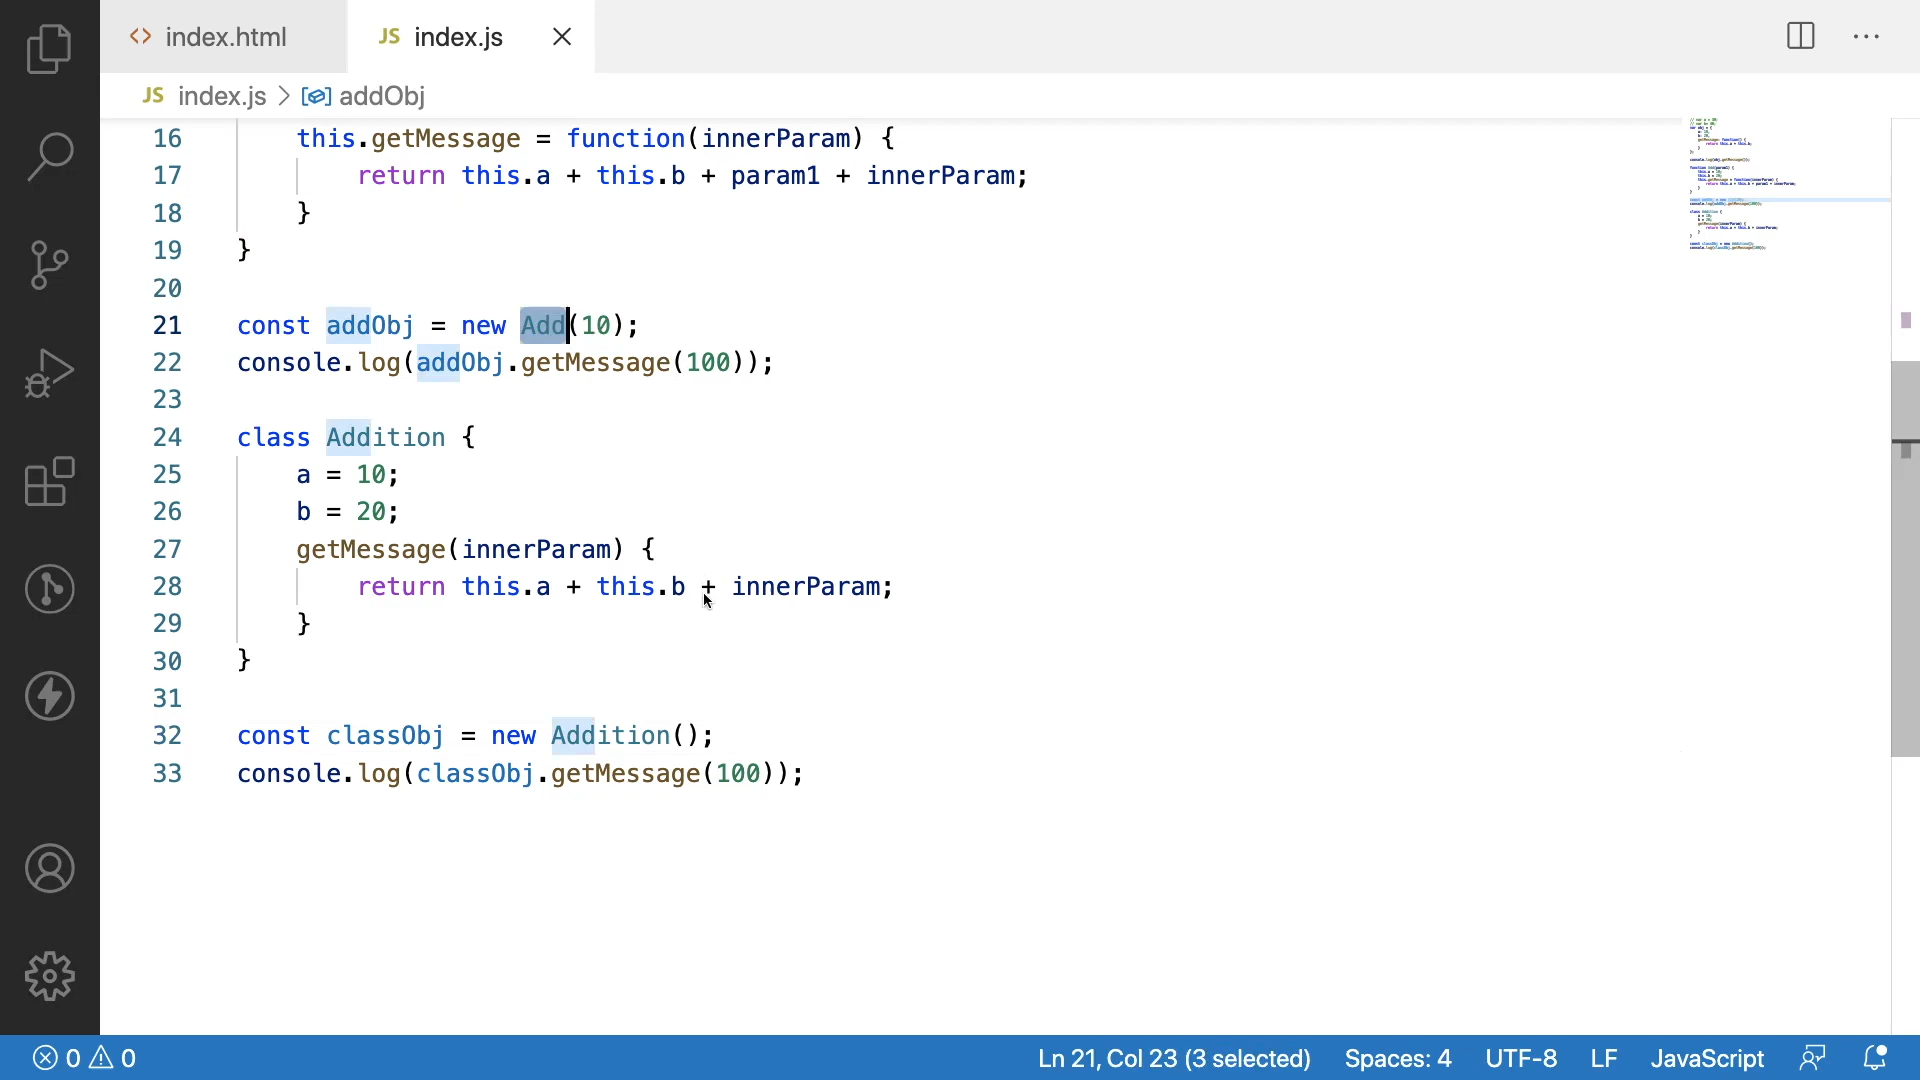 <> index.html JS index.js
JS index.js > addObj
16 this.getMessage = function(innerParam) {
17 return this.a + this.b + param1 + innerParam;
18 }
19 }
20
21 const addObj = new Add(10);
22 console.log(addObj.getMessage(100));
23
24 class Addition {
25 a = 10;
26 b = 20;
27 getMessage(innerParam) {
28 return this.a + this.b + innerParam;
29 }
30 }
31
32 const classObj = new Addition();
33 console.log(classObj.getMessage(100));
0 0 Ln 21, Col 23 (3 selected) Spaces: 4 UTF-8 LF JavaScript